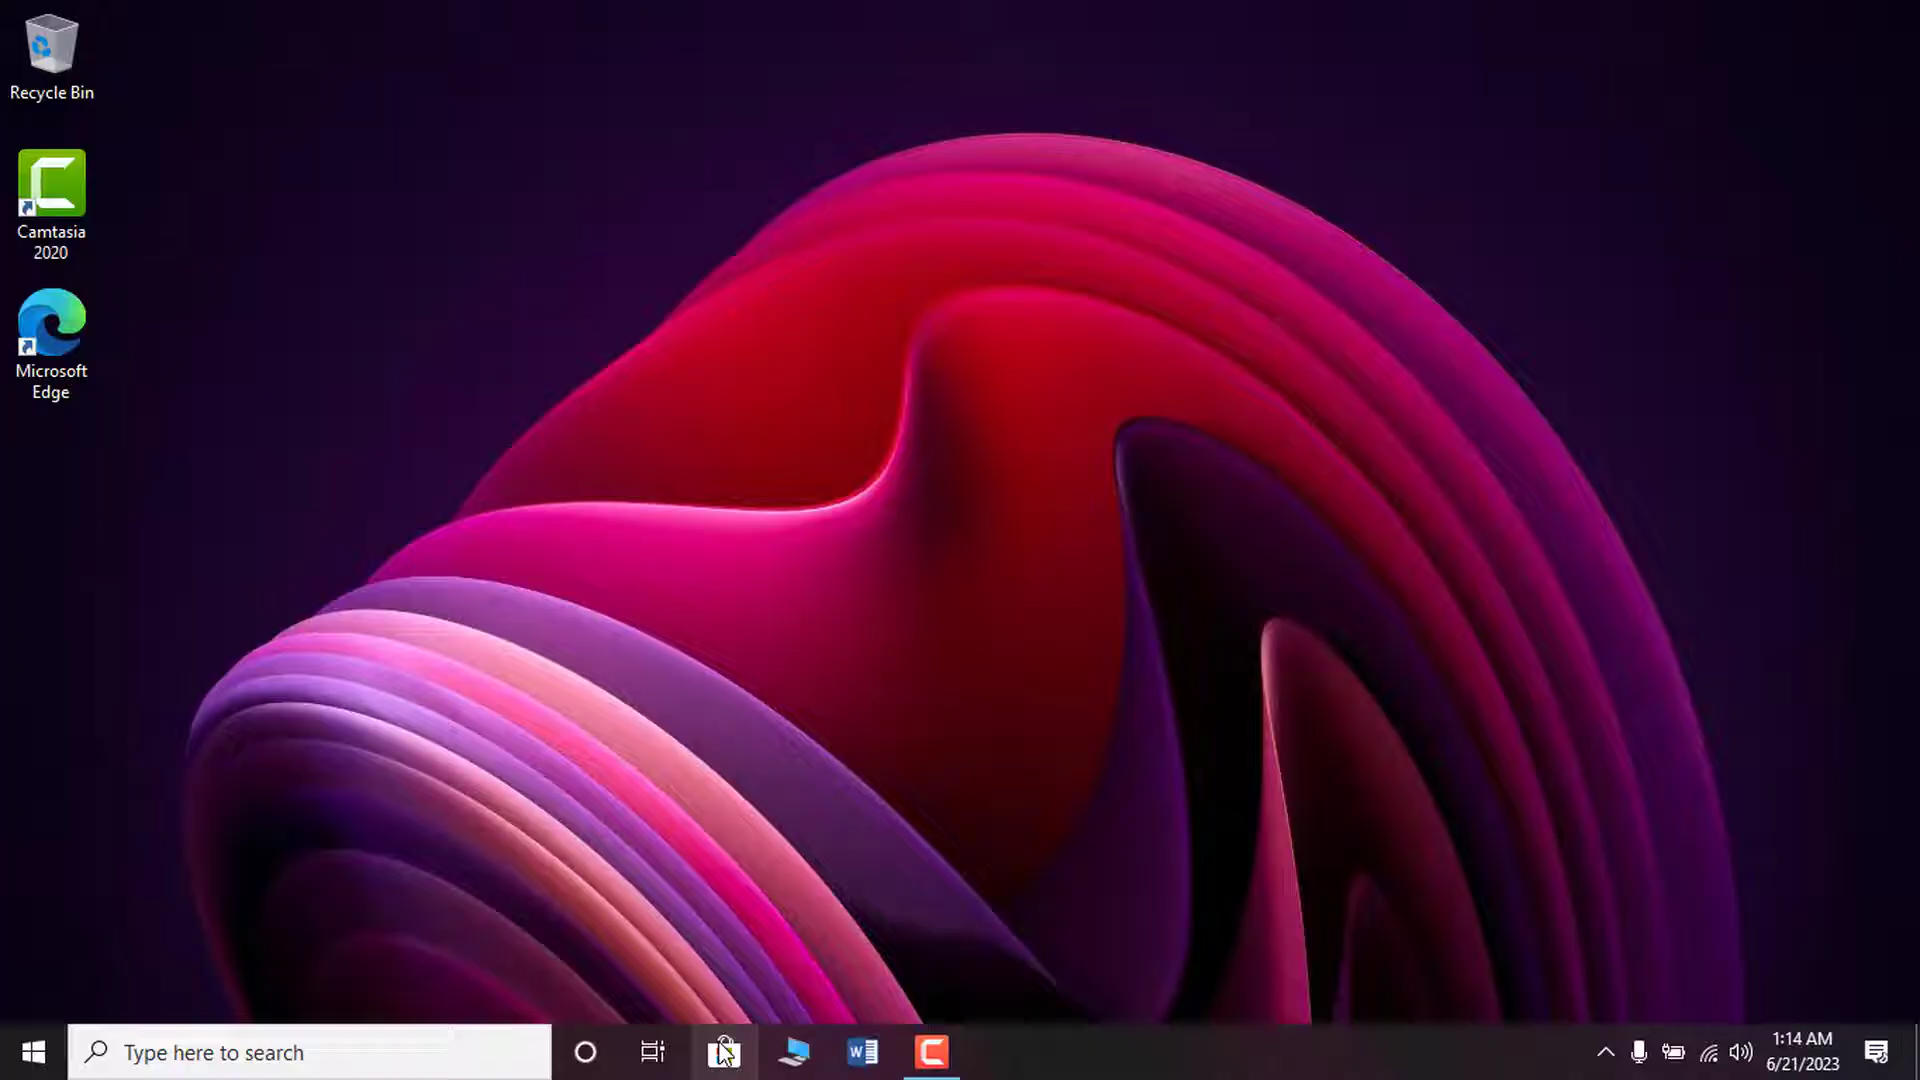 Recycle Bin
Camtasia
2020
Microsoft
Edge
Type here to search
W
1:14 AM
6/21/2023